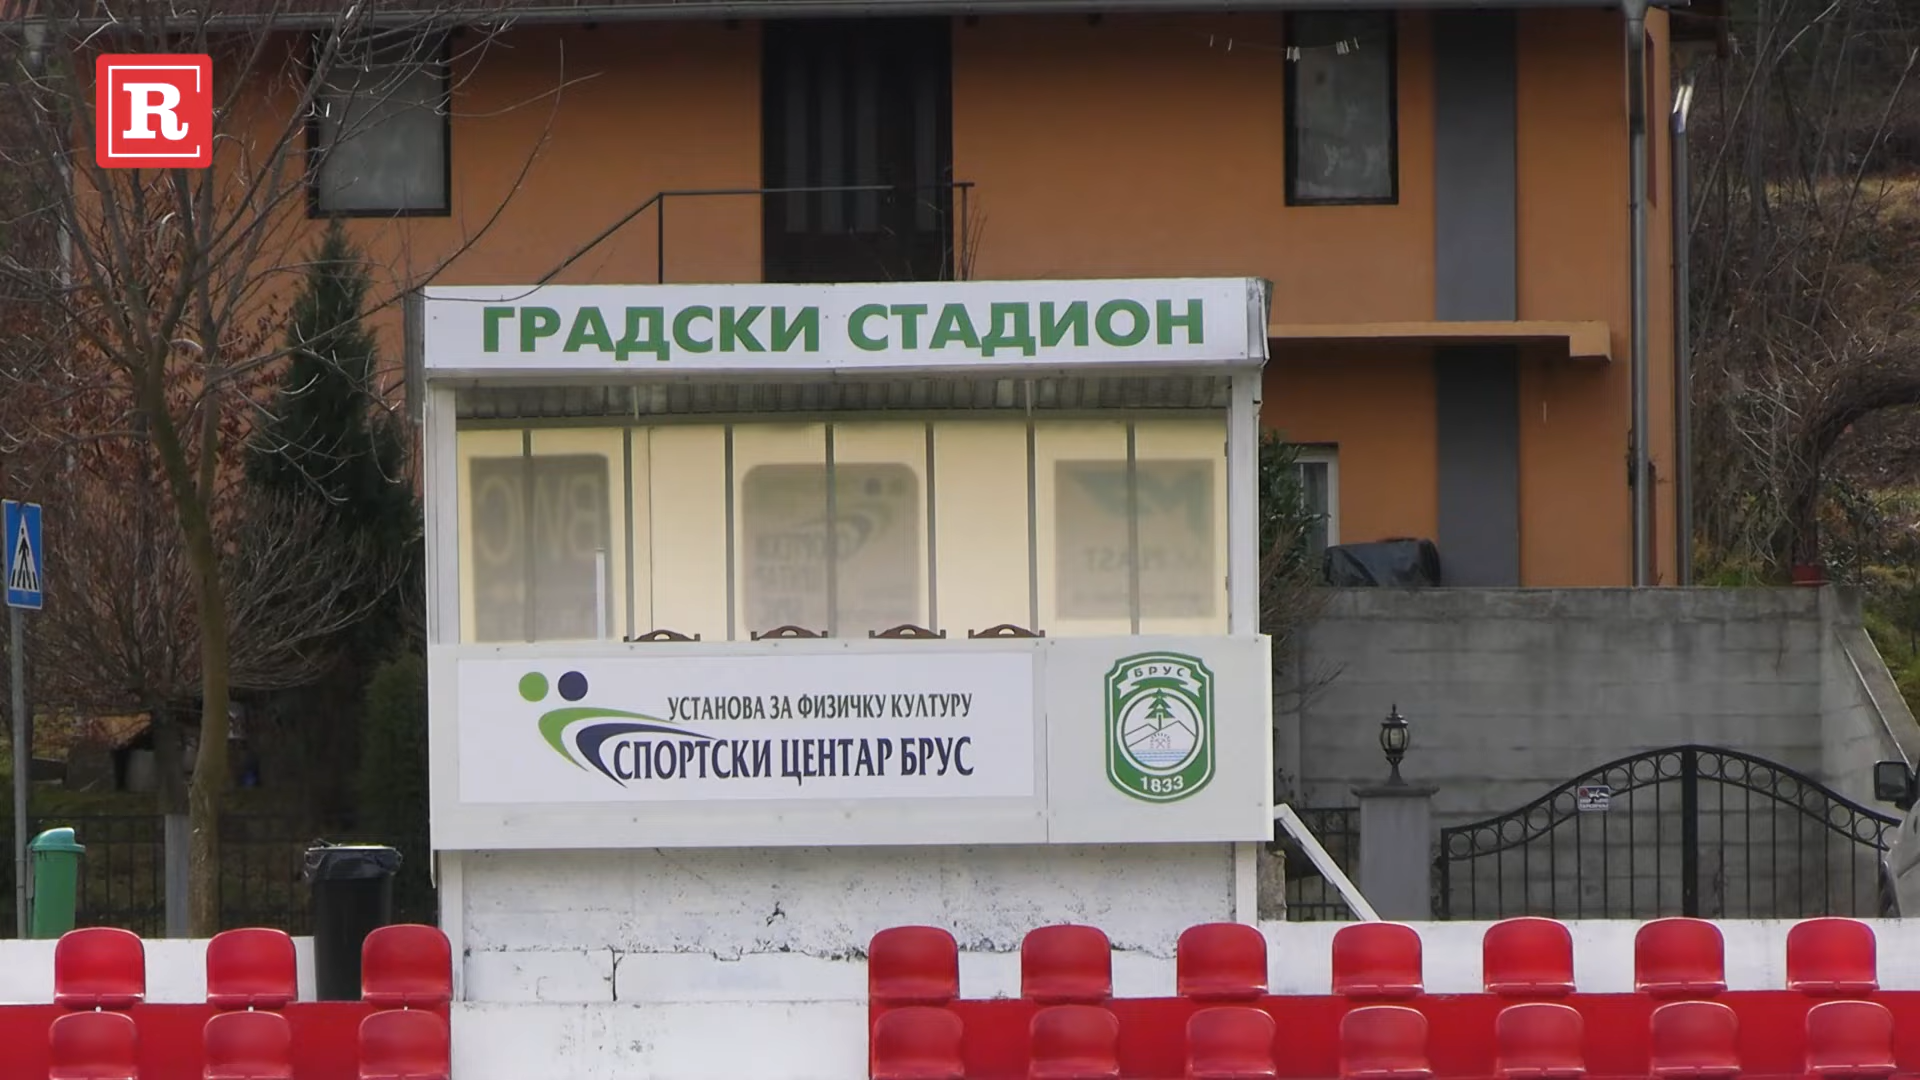 R
ГРАДСКИ СТАДИОН
УСТАНОВА ЗА ФИЗИЧКУ КУЛТУРУ
СПОРТСКИ ЦЕНТАР БРУС
БРУС
1833